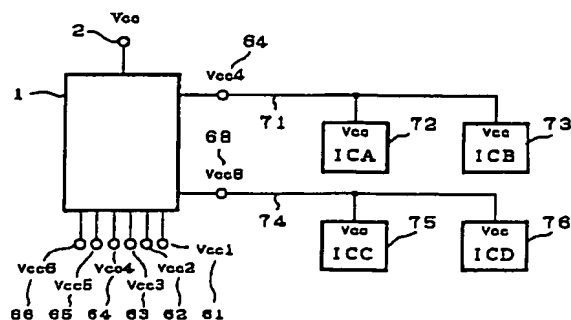 Vcc
2
64
1
Vcc4
71
Vcc
ICA
72
Vcc
ICB
73
68
Vcc8
74
Vcc
ICC
75
Vcc
ICD
76
Vcc1
Vcc6 Vcc4 Vcc2
Vcc5 Vcc3
66 65 64 63 62 61